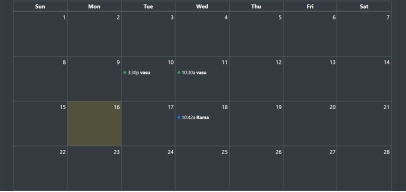 Sun Mon Tue Wed Thu Fri Sat
1 2 3 4 5 6 7
8 9 10 11 12 13 14
3:30p vasu 10:30a vasu
15 16 17 18 19 20 21
10:42a Rama
22 23 24 25 26 27 28